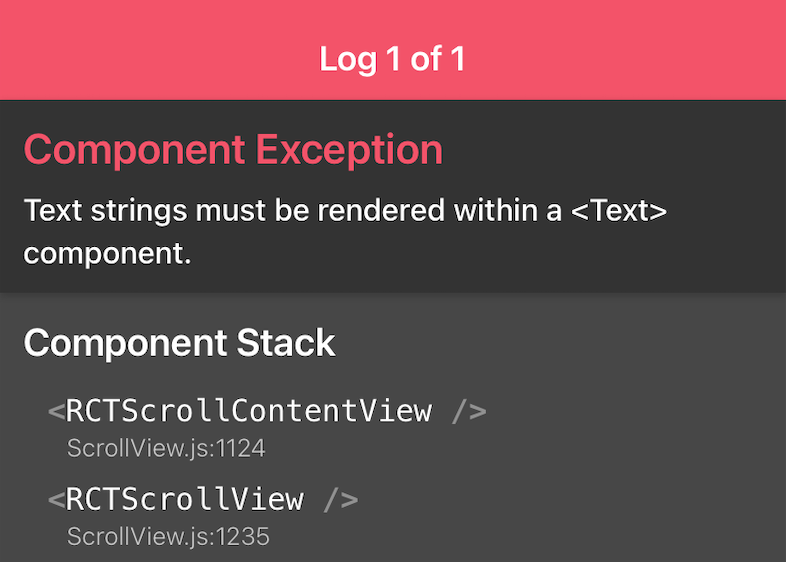 Log 1 of 1
Component Exception
Text strings must be rendered within a <Text>
component.
Component Stack
<RCTScrollContentView />
ScrollView.js:1124
<RCTScrollView />
ScrollView.js:1235